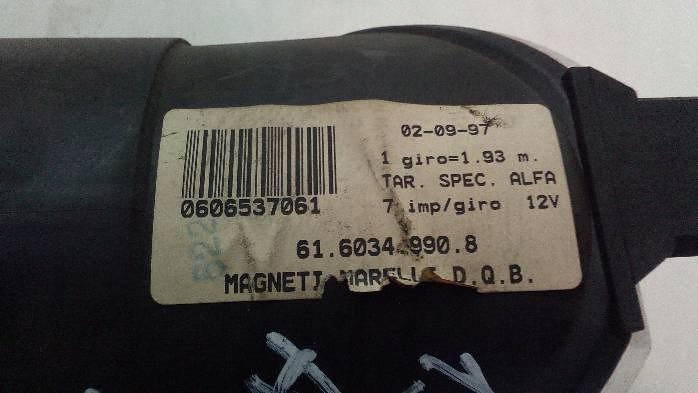 02-09-97
1 giro=1.93 m.
TAR. SPEC. ALFA
0606537061
7 imp/giro 12V
822
61.6034.990.8
MAGNETI MARELLI D.Q.B.